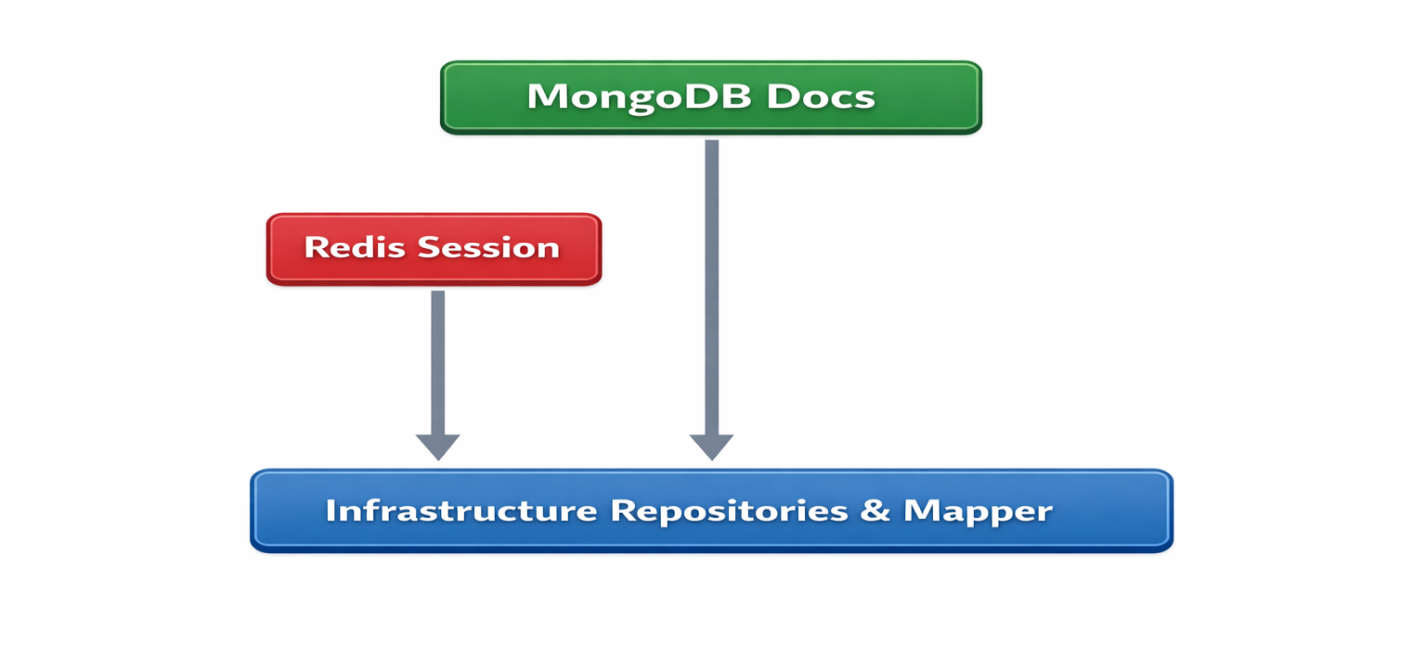 MongoDB Docs
Redis Session
Infrastructure Repositories & Mapper